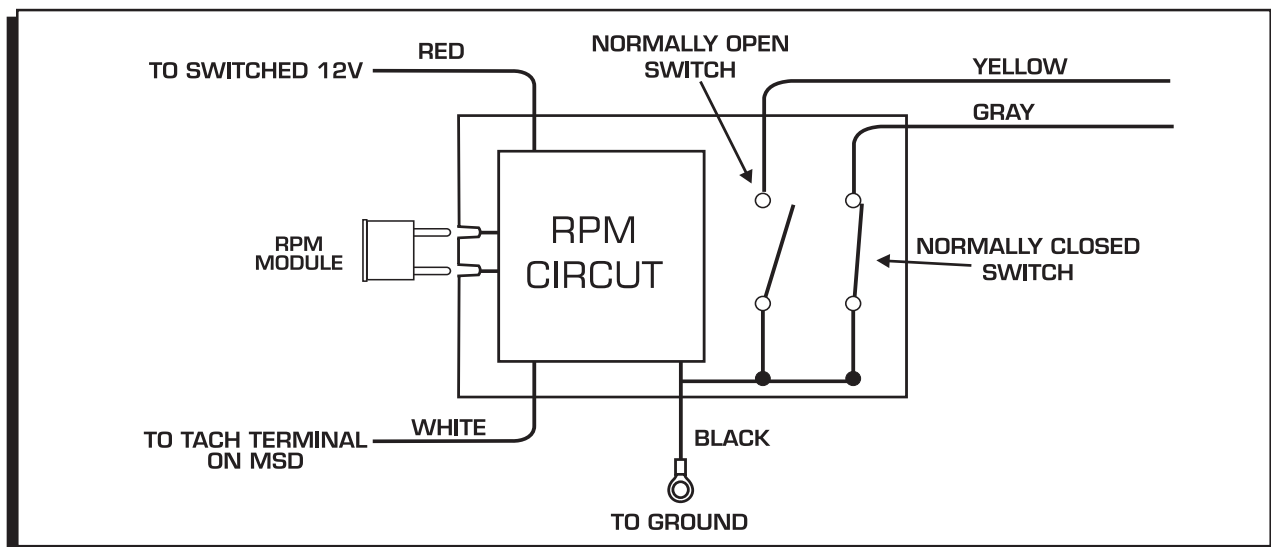 RED
TO SWITCHED 12V
NORMALLY OPEN
SWITCH
YELLOW
GRAY
RPM
MODULE
RPM
CIRCUT
NORMALLY CLOSED
SWITCH
WHITE
TO TACH TERMINAL
ON MSD
BLACK
TO GROUND